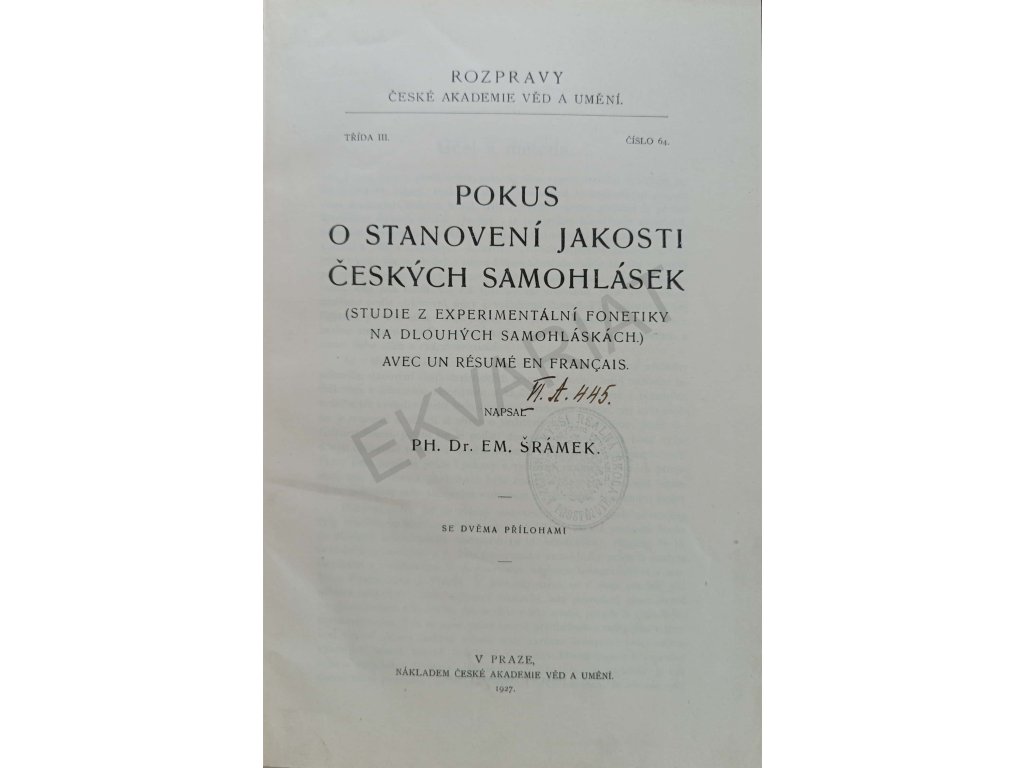 ROZPRAVY
ČESKÉ AKADEMIE VĚD A UMĚNÍ.
TŘÍDA III. ČÍSLO 64.
POKUS
O STANOVENÍ JAKOSTI
ČESKÝCH SAMOHLÁSEK
(STUDIE Z EXPERIMENTÁLNÍ FONETIKY
NA DLOUHÝCH SAMOHLÁSKÁCH.)
AVEC UN RÉSUMÉ EN FRANÇAIS.
VI. A. 445.
NAPSAL
PH. Dr. EM. ŠRÁMEK.
SE DVĚMA PŘÍLOHAMI
V PRAZE,
NÁKLADEM ČESKÉ AKADEMIE VĚD A UMĚNÍ.
1927.
EKVARIAT